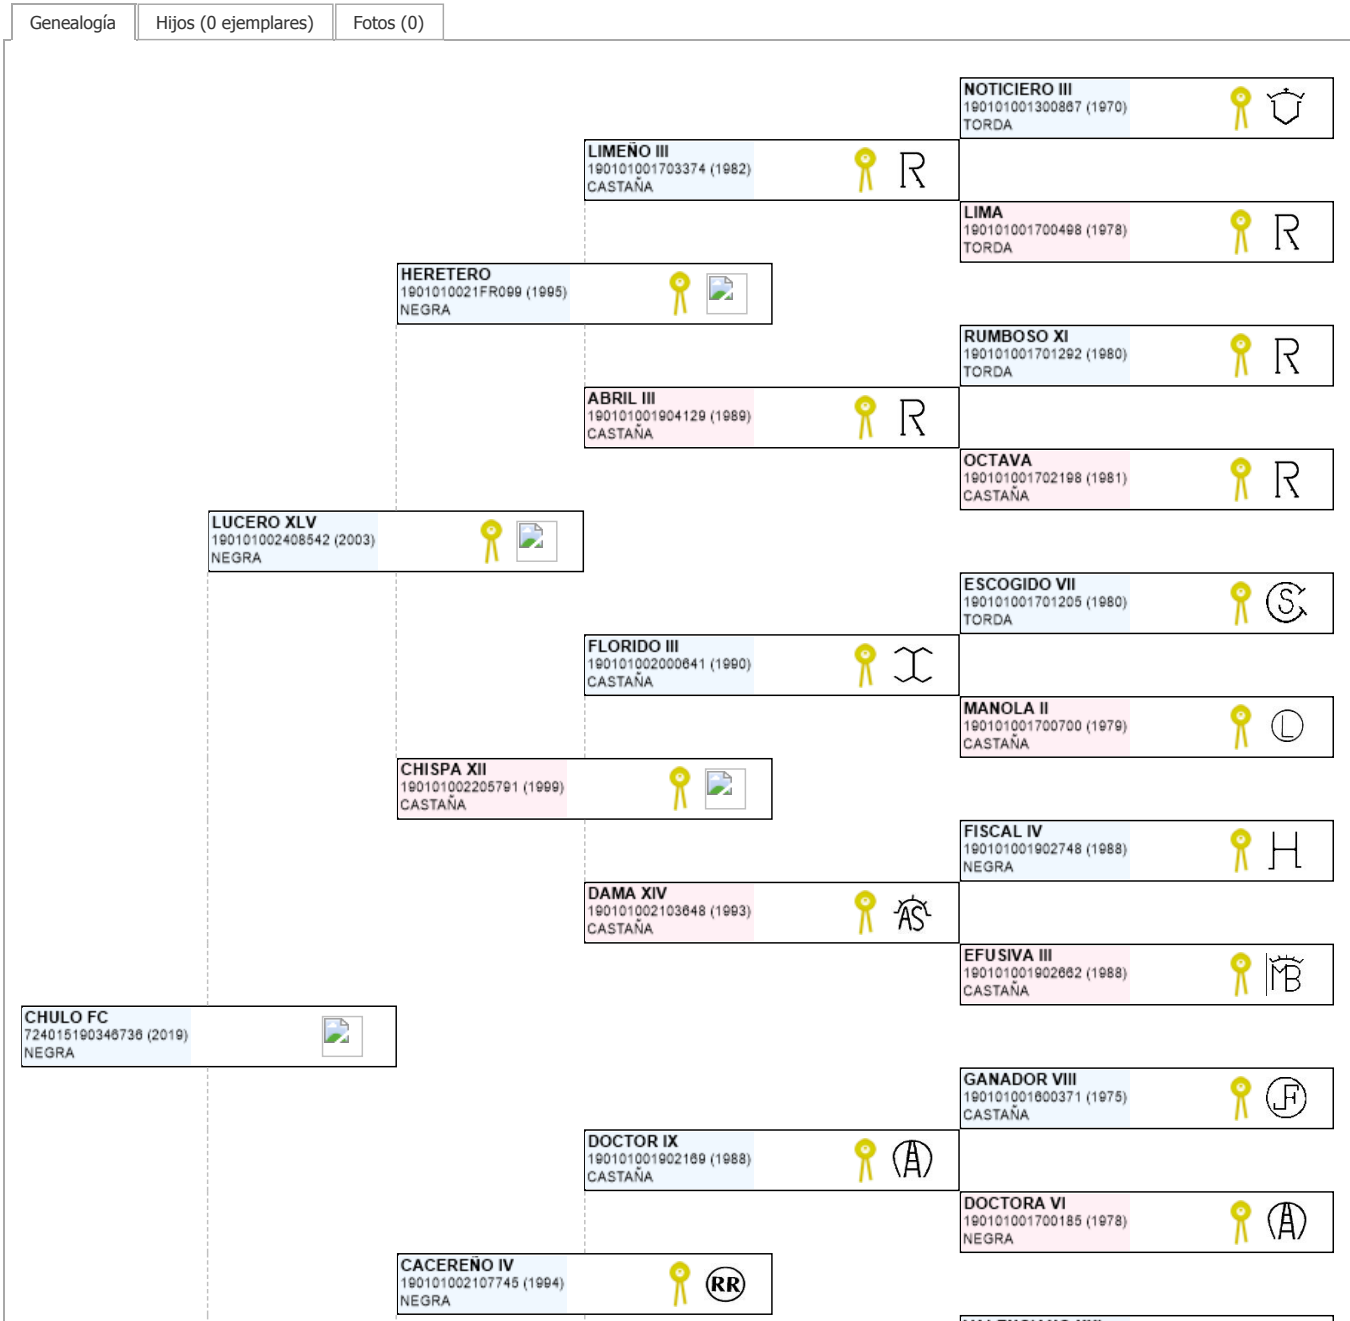 Genealogía
Hijos (0 ejemplares)
Fotos (0)
NOTICIERO III
190101001300867 (1970)
TORDA
LIMEÑO III
190101001703374 (1982)
CASTAÑA
R
LIMA
190101001700498 (1978)
TORDA
R
HERETERO
1901010021FR099 (1995)
NEGRA
RUMBOSO XI
190101001701292 (1980)
TORDA
R
ABRIL III
190101001904129 (1989)
CASTAÑA
R
OCTAVA
190101001702198 (1981)
CASTAÑA
R
LUCERO XLV
190101002408542 (2003)
NEGRA
ESCOGIDO VII
190101001701205 (1980)
TORDA
FLORIDO III
190101002000641 (1990)
CASTAÑA
MANOLA II
190101001700700 (1979)
CASTAÑA
L
CHISPA XII
190101002205791 (1999)
CASTAÑA
FISCAL IV
190101001902748 (1988)
NEGRA
H
DAMA XIV
190101002103648 (1993)
CASTAÑA
AS
EFUSIVA III
190101001902662 (1988)
CASTAÑA
MB
CHULO FC
724015190346736 (2019)
NEGRA
GANADOR VIII
190101001600371 (1975)
CASTAÑA
DOCTOR IX
190101001902169 (1988)
CASTAÑA
A
DOCTORA VI
190101001700185 (1978)
NEGRA
A
CACEREÑO IV
190101002107745 (1994)
NEGRA
RR